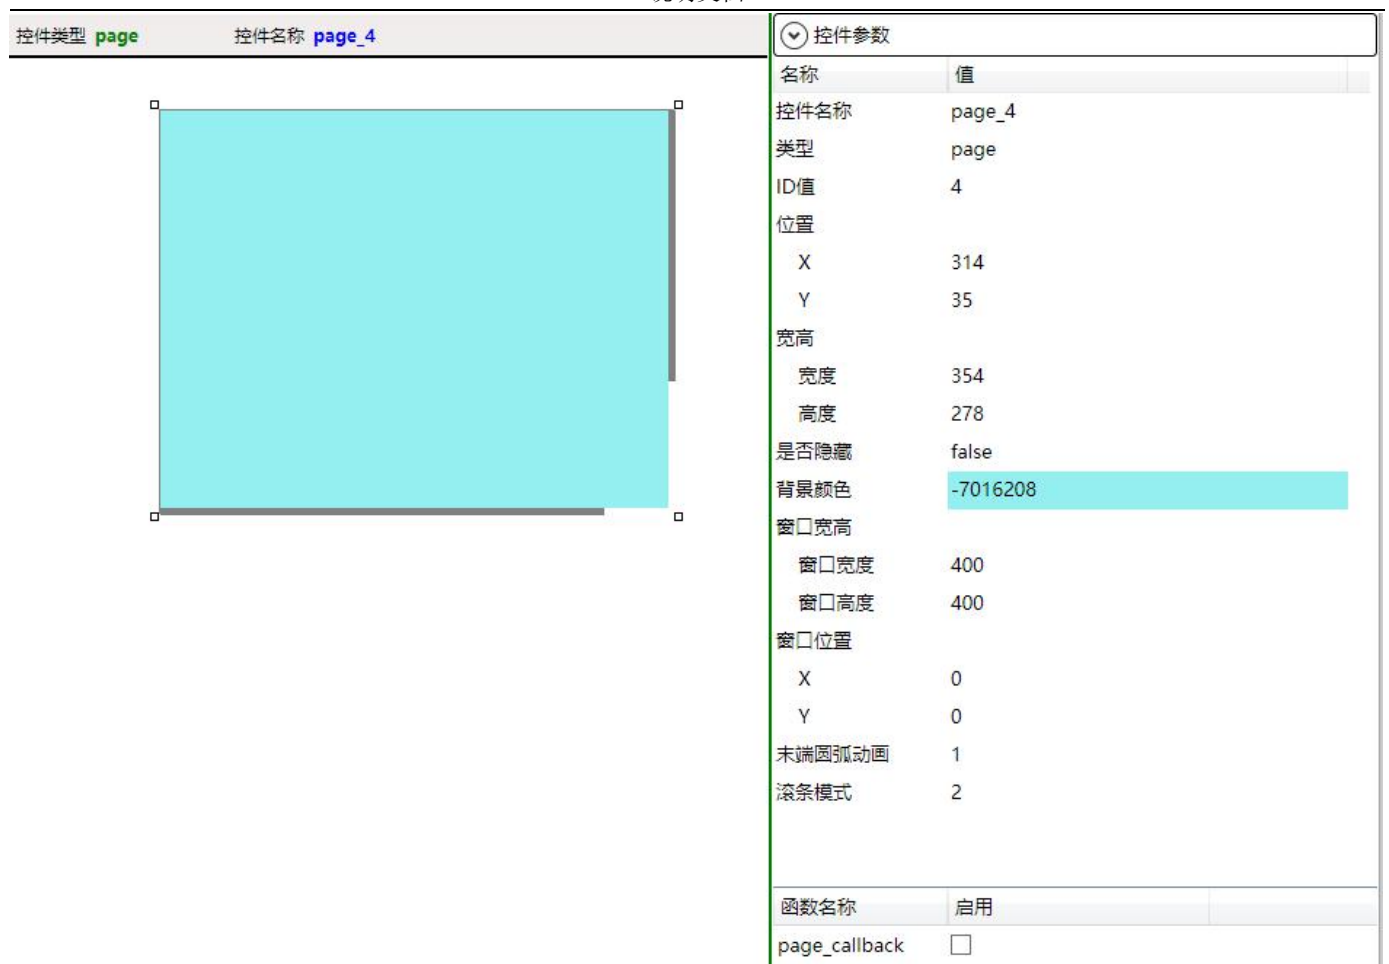 控件类型 page 控件名称 page_4
控件参数
名称 值
控件名称 page_4
类型 page
ID值 4
位置
X 314
Y 35
宽高
宽度 354
高度 278
是否隐藏 false
背景颜色 -7016208
窗口宽高
窗口宽度 400
窗口高度 400
窗口位置
X 0
Y 0
末端圆弧动画 1
滚条模式 2
函数名称 启用
page_callback